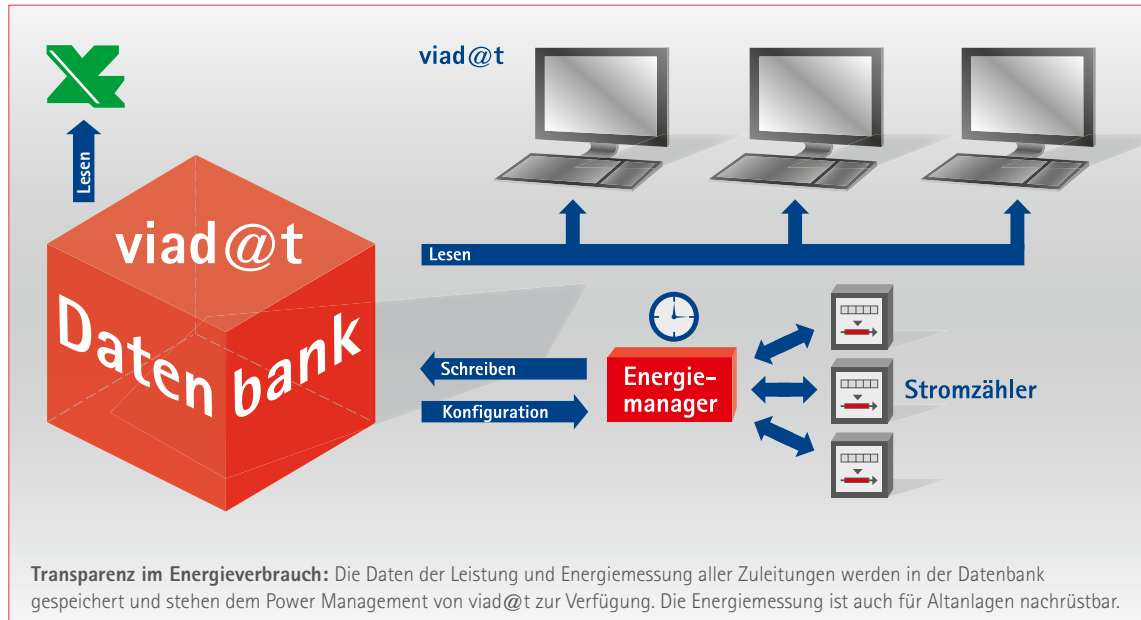 viad@t
Lesen
viad@t
Datenbank
Lesen
Schreiben
Konfiguration
Energie-
manager
Stromzähler
Transparenz im Energieverbrauch: Die Daten der Leistung und Energiemessung aller Zuleitungen werden in der Datenbank
gespeichert und stehen dem Power Management von viad@t zur Verfügung. Die Energiemessung ist auch für Altanlagen nachrüstbar.